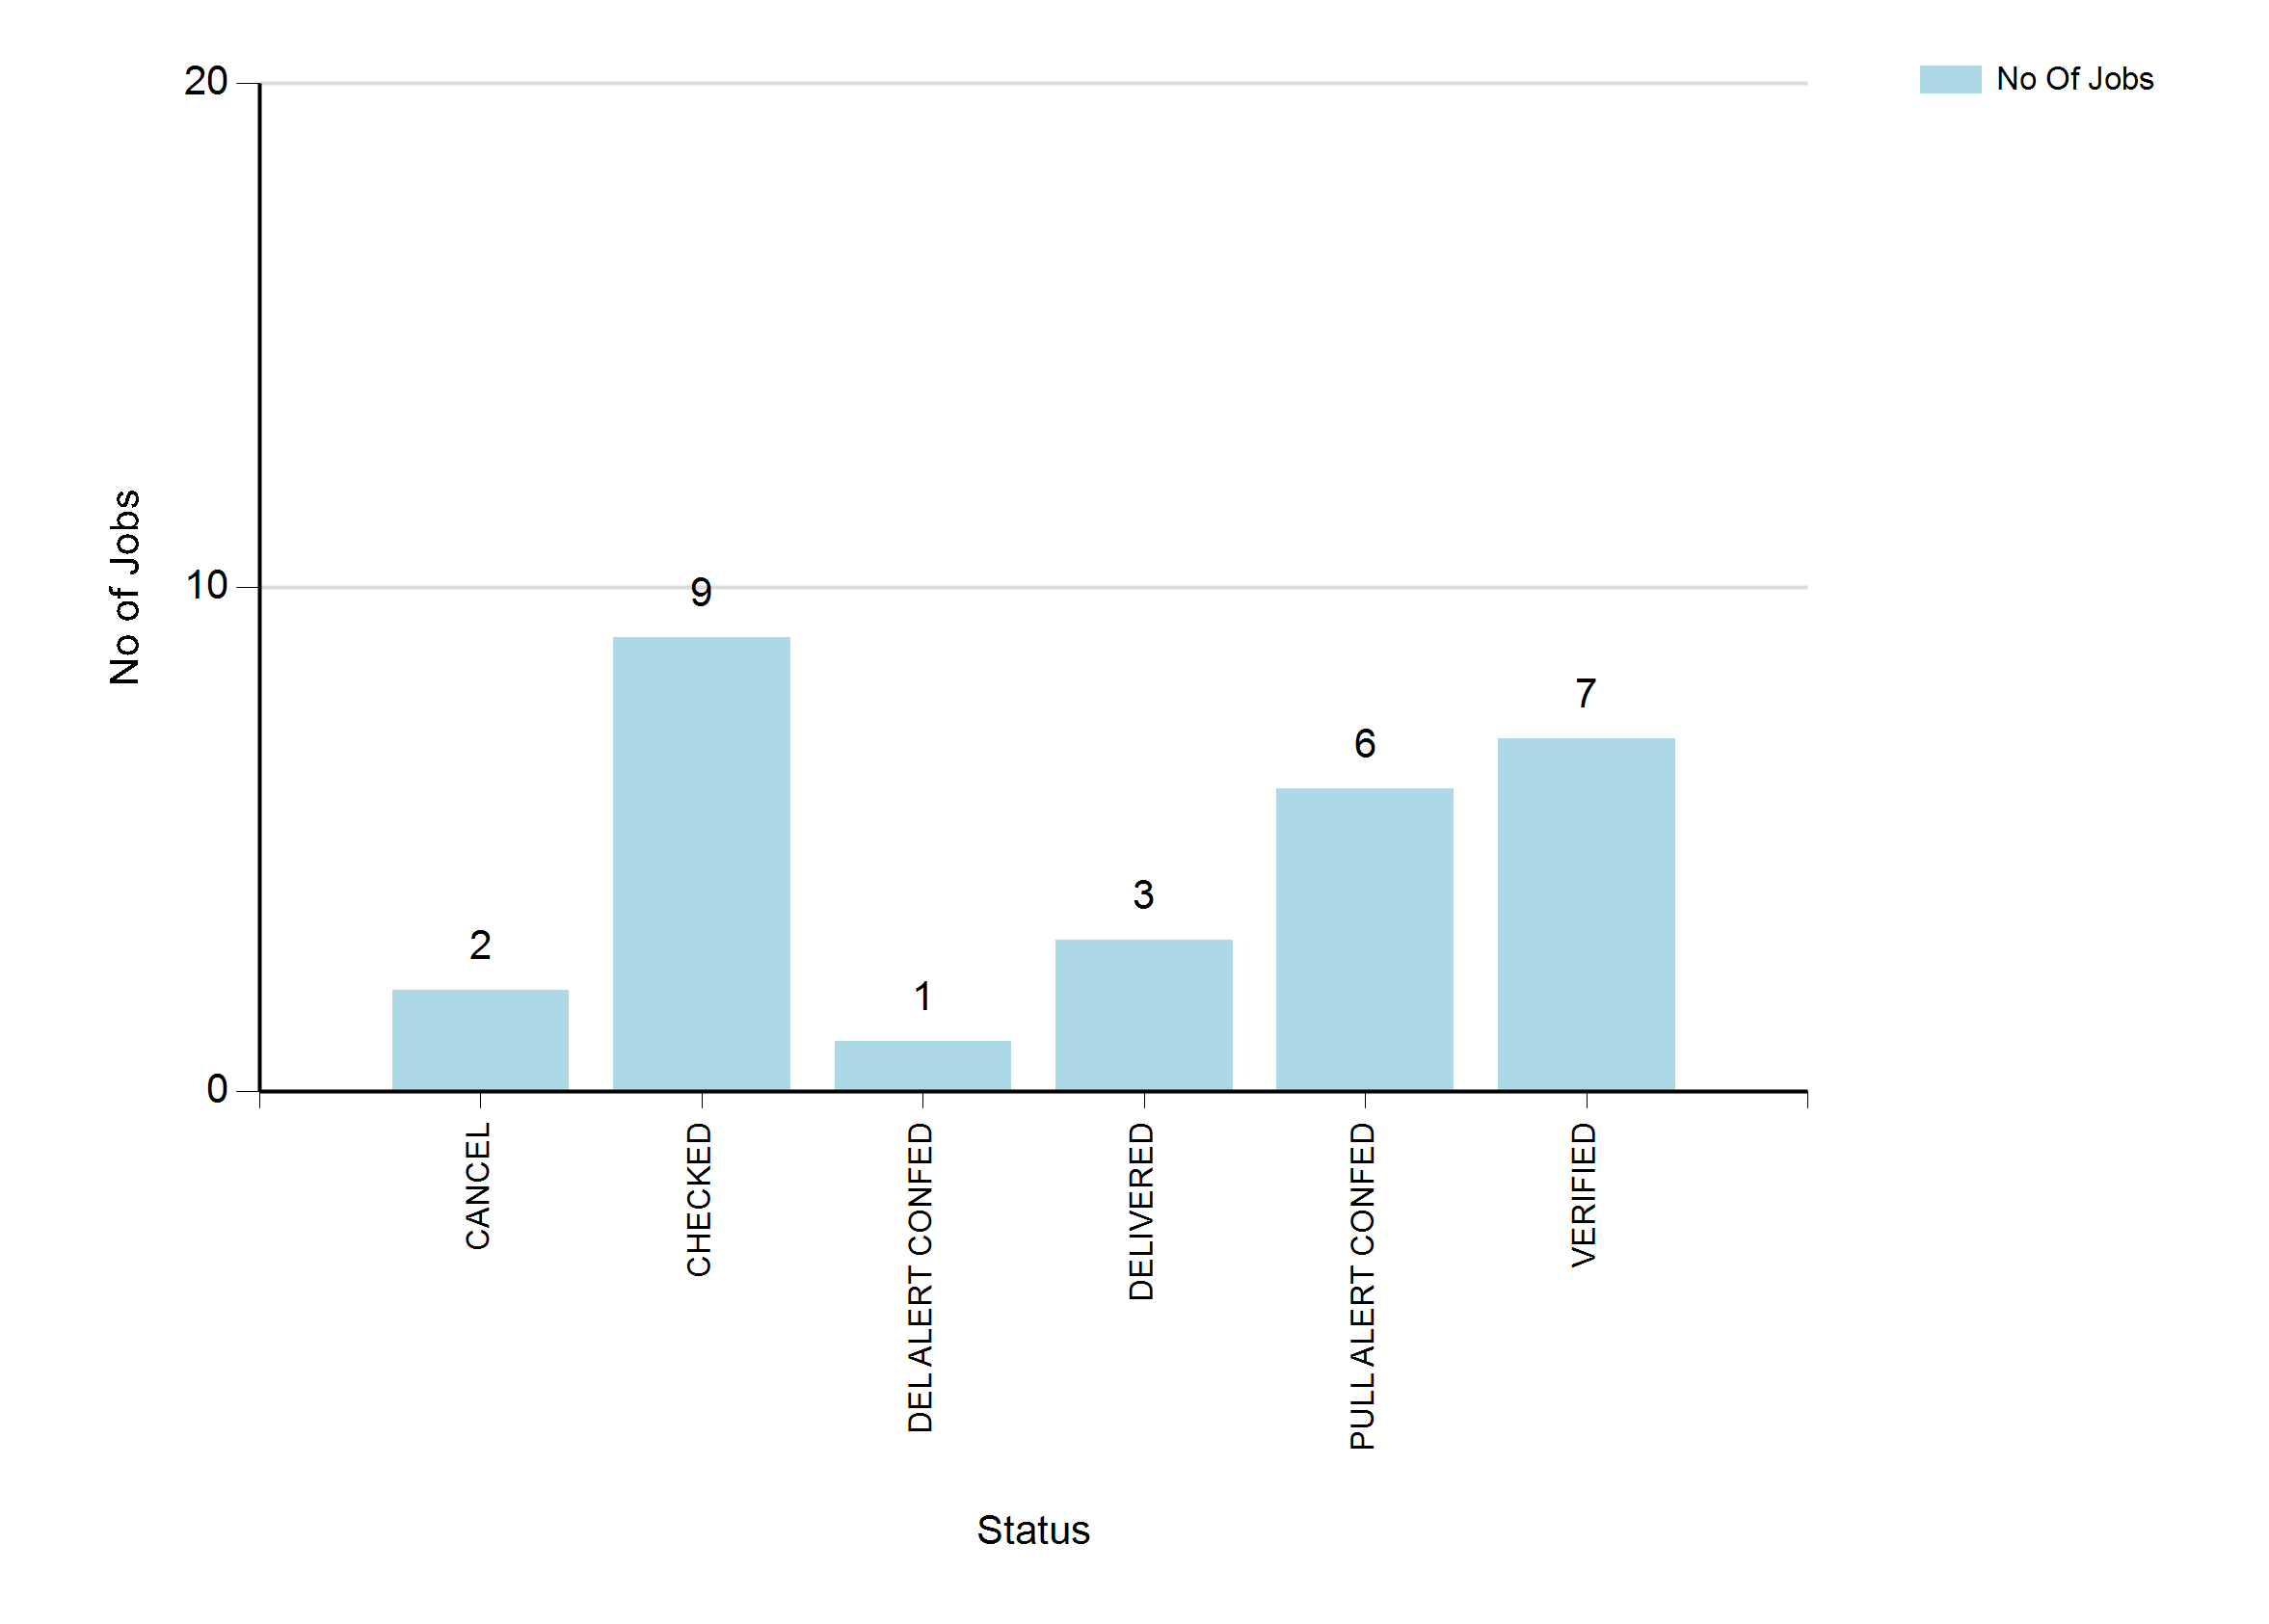 No Of Jobs
20
10
0
No of Jobs
2
9
1
3
6
7
CANCEL
CHECKED
DEL ALERT CONFED
DELIVERED
PULL ALERT CONFED
VERIFIED
Status